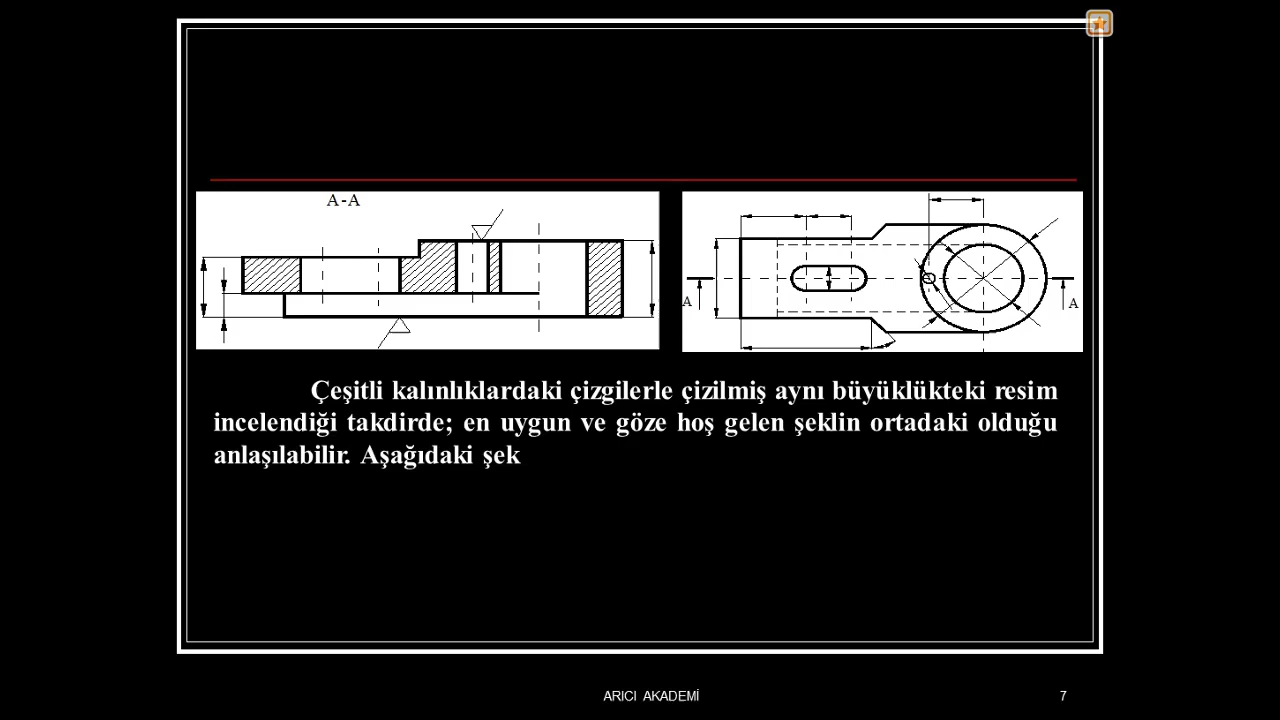 A-A
A
A
Çeşitli kalınlıklardaki çizgilerle çizilmiş aynı büyüklükteki resim
incelendiği takdirde; en uygun ve göze hoş gelen şeklin ortadaki olduğu
anlaşılabilir. Aşağıdaki şek
ARICI AKADEMİ
7